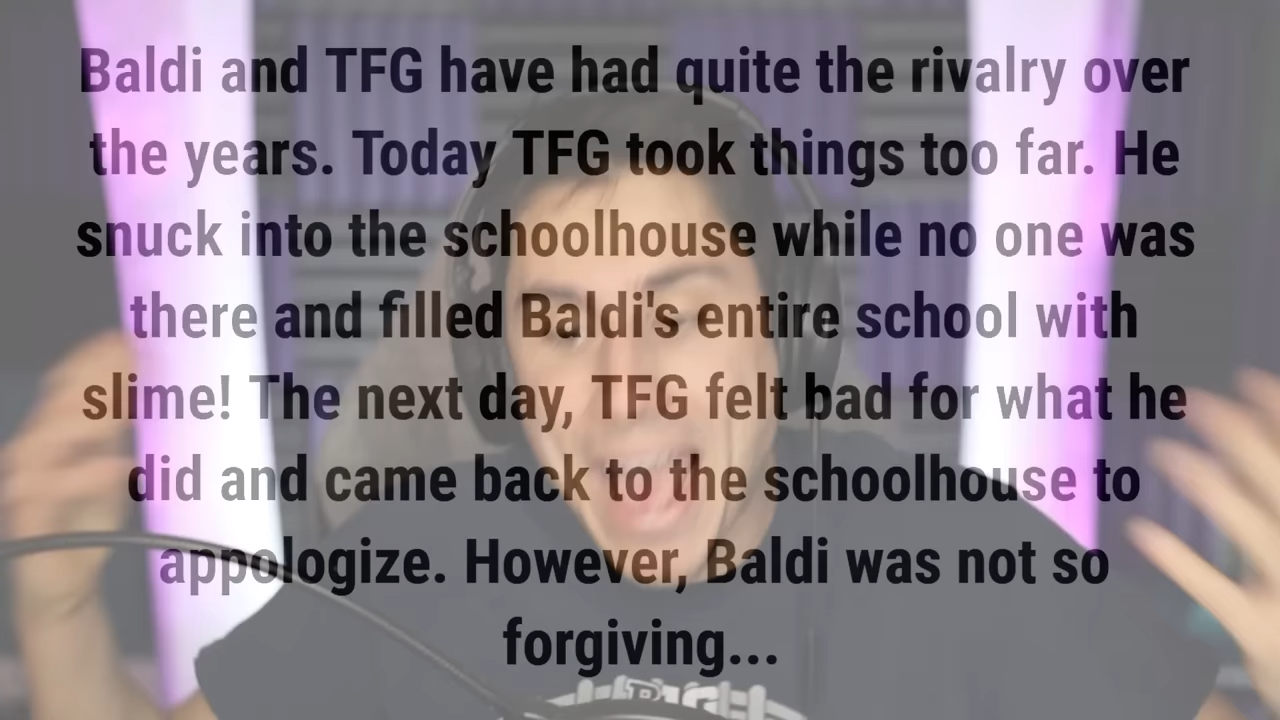 Baldi and TFG have had quite the rivalry over
the years. Today TFG took things too far. He
snuck into the schoolhouse while no one was
there and filled Baldi's entire school with
slime! The next day, TFG felt bad for what he
did and came back to the schoolhouse to
appologize. However, Baldi was not so
forgiving...